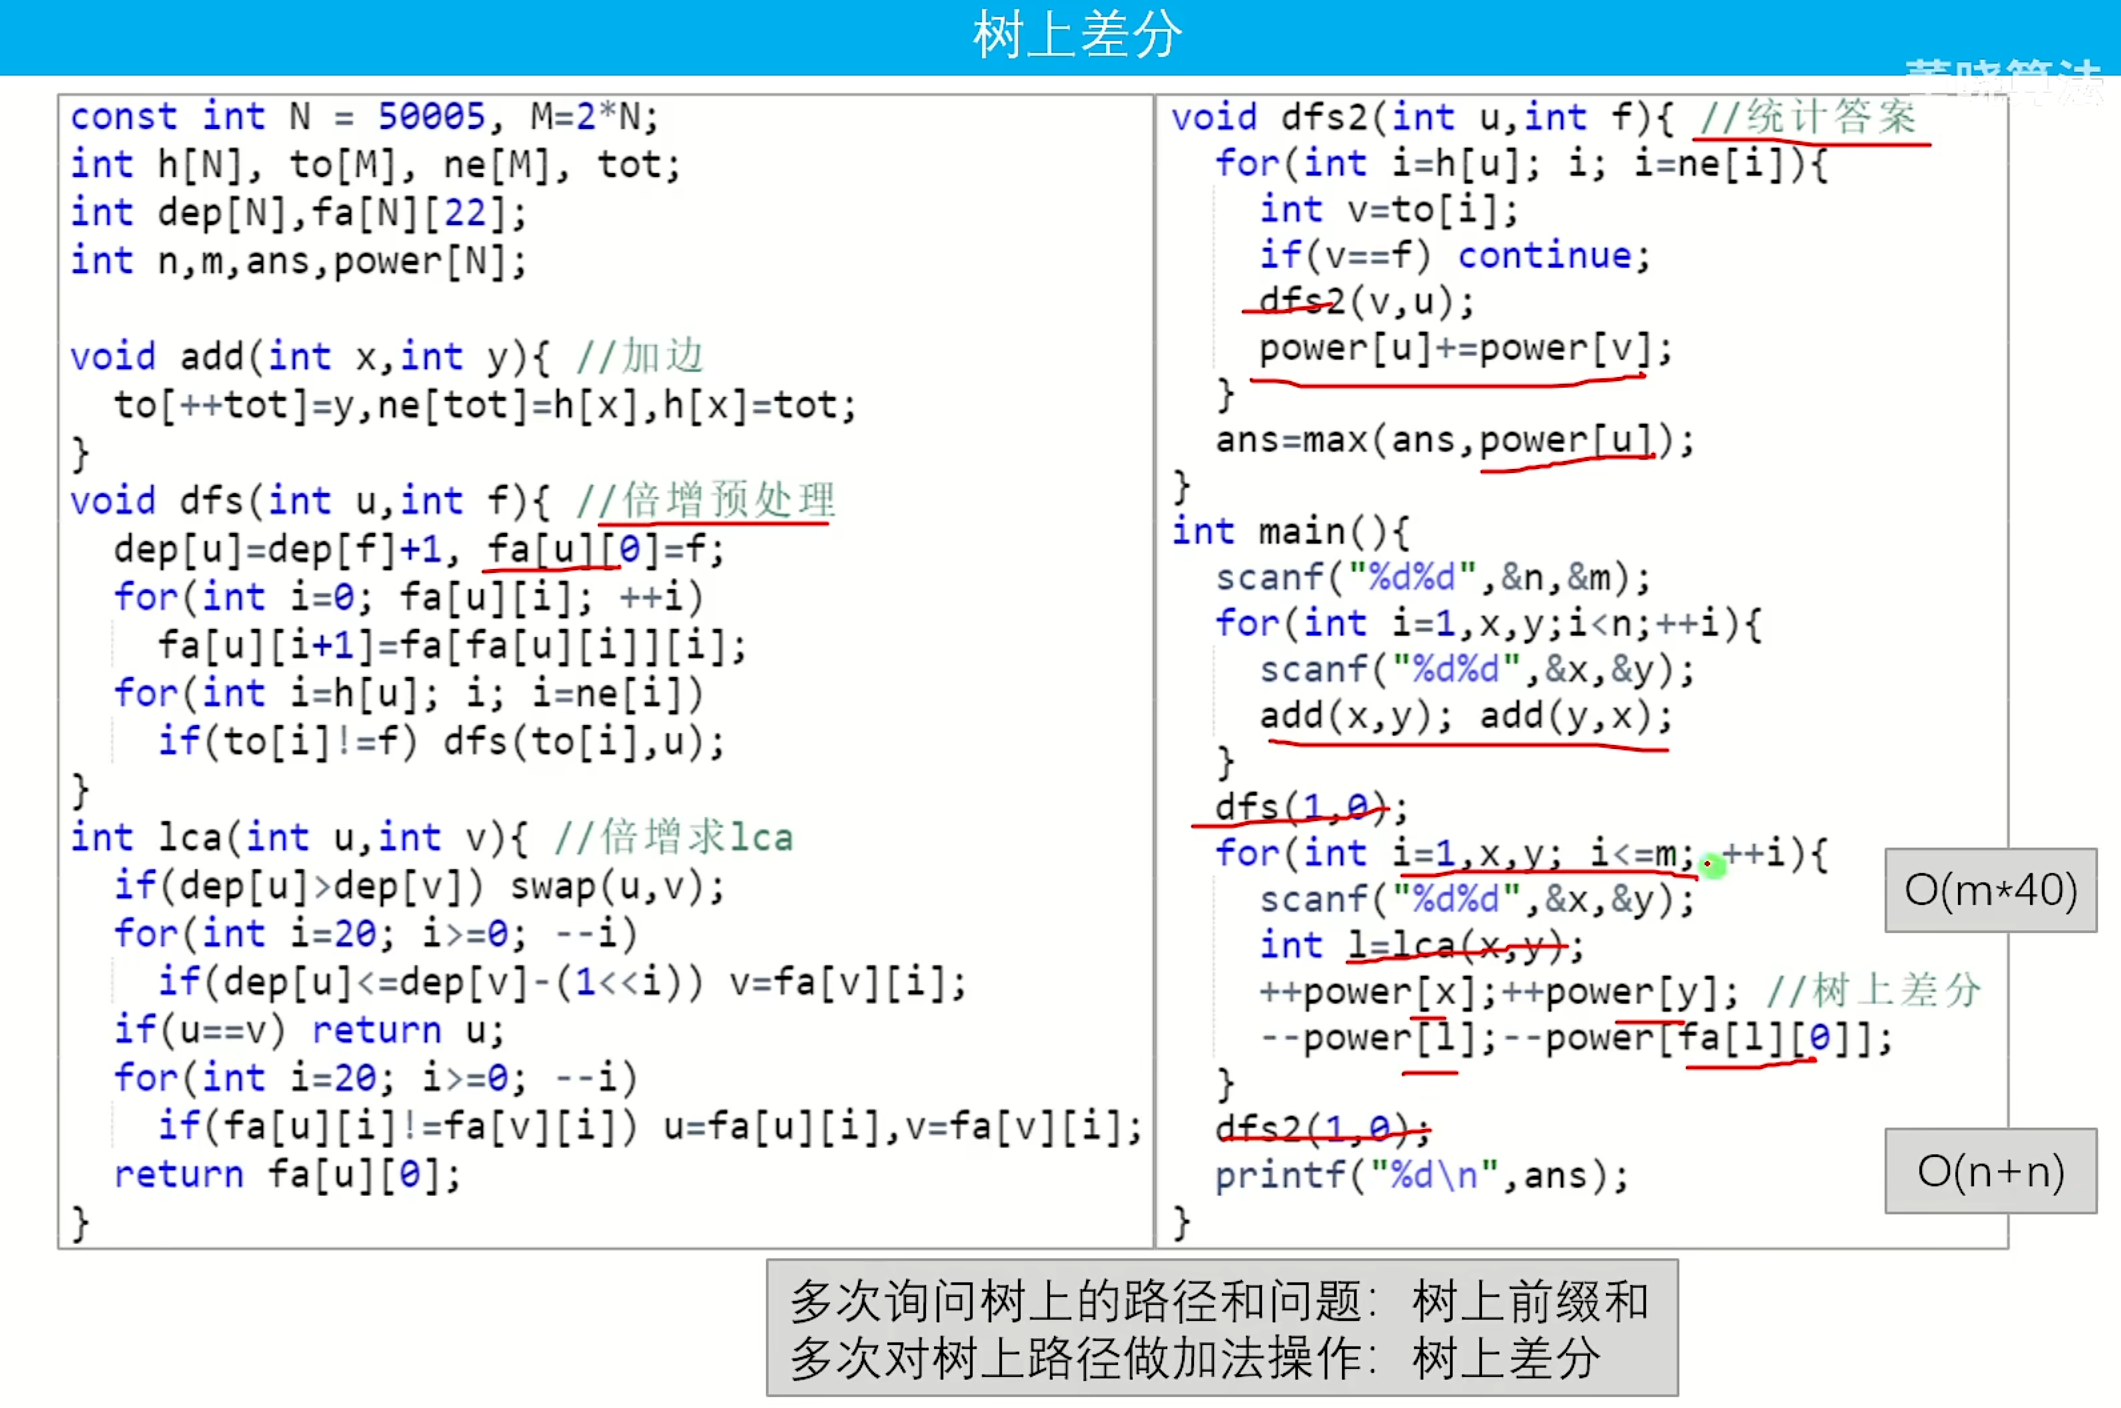 树上差分
董晓算法
const int N = 50005, M=2*N;
int h[N], to[M], ne[M], tot;
int dep[N],fa[N][22];
int n,m,ans,power[N];
void add(int x,int y){ //加边
to[++tot]=y,ne[tot]=h[x],h[x]=tot;
}
void dfs(int u,int f){ //倍增预处理
dep[u]=dep[f]+1, fa[u][0]=f;
for(int i=0; fa[u][i]; ++i)
fa[u][i+1]=fa[fa[u][i]][i];
for(int i=h[u]; i; i=ne[i])
if(to[i]!=f) dfs(to[i],u);
}
int lca(int u,int v){ //倍增求lca
if(dep[u]>dep[v]) swap(u,v);
for(int i=20; i>=0; --i)
if(dep[u]<=dep[v]-(1<<i)) v=fa[v][i];
if(u==v) return u;
for(int i=20; i>=0; --i)
if(fa[u][i]!=fa[v][i]) u=fa[u][i],v=fa[v][i];
return fa[u][0];
}
void dfs2(int u,int f){ //统计答案
for(int i=h[u]; i; i=ne[i]){
int v=to[i];
if(v==f) continue;
dfs2(v,u);
power[u]+=power[v];
}
ans=max(ans,power[u]);
}
int main(){
scanf("%d%d",&n,&m);
for(int i=1,x,y;i<n;++i){
scanf("%d%d",&x,&y);
add(x,y); add(y,x);
}
dfs(1,0);
for(int i=1,x,y; i<=m; ++i){
scanf("%d%d",&x,&y);
int l=lca(x,y);
++power[x];++power[y]; //树上差分
--power[l];--power[fa[l][0]];
}
dfs2(1,0);
printf("%d\n",ans);
}
O(m*40)
O(n+n)
多次询问树上的路径和问题：树上前缀和
多次对树上路径做加法操作：树上差分